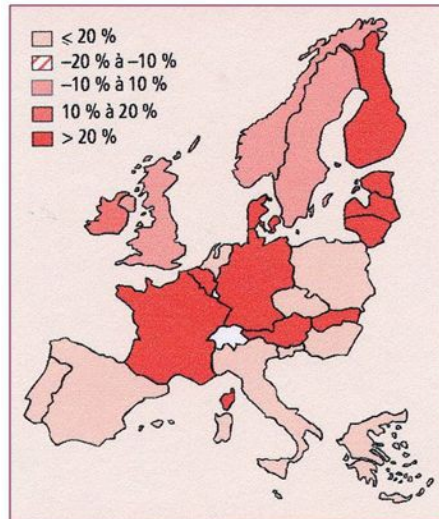 ≤ 20 %
–20 % à –10 %
–10 % à 10 %
10 % à 20 %
> 20 %